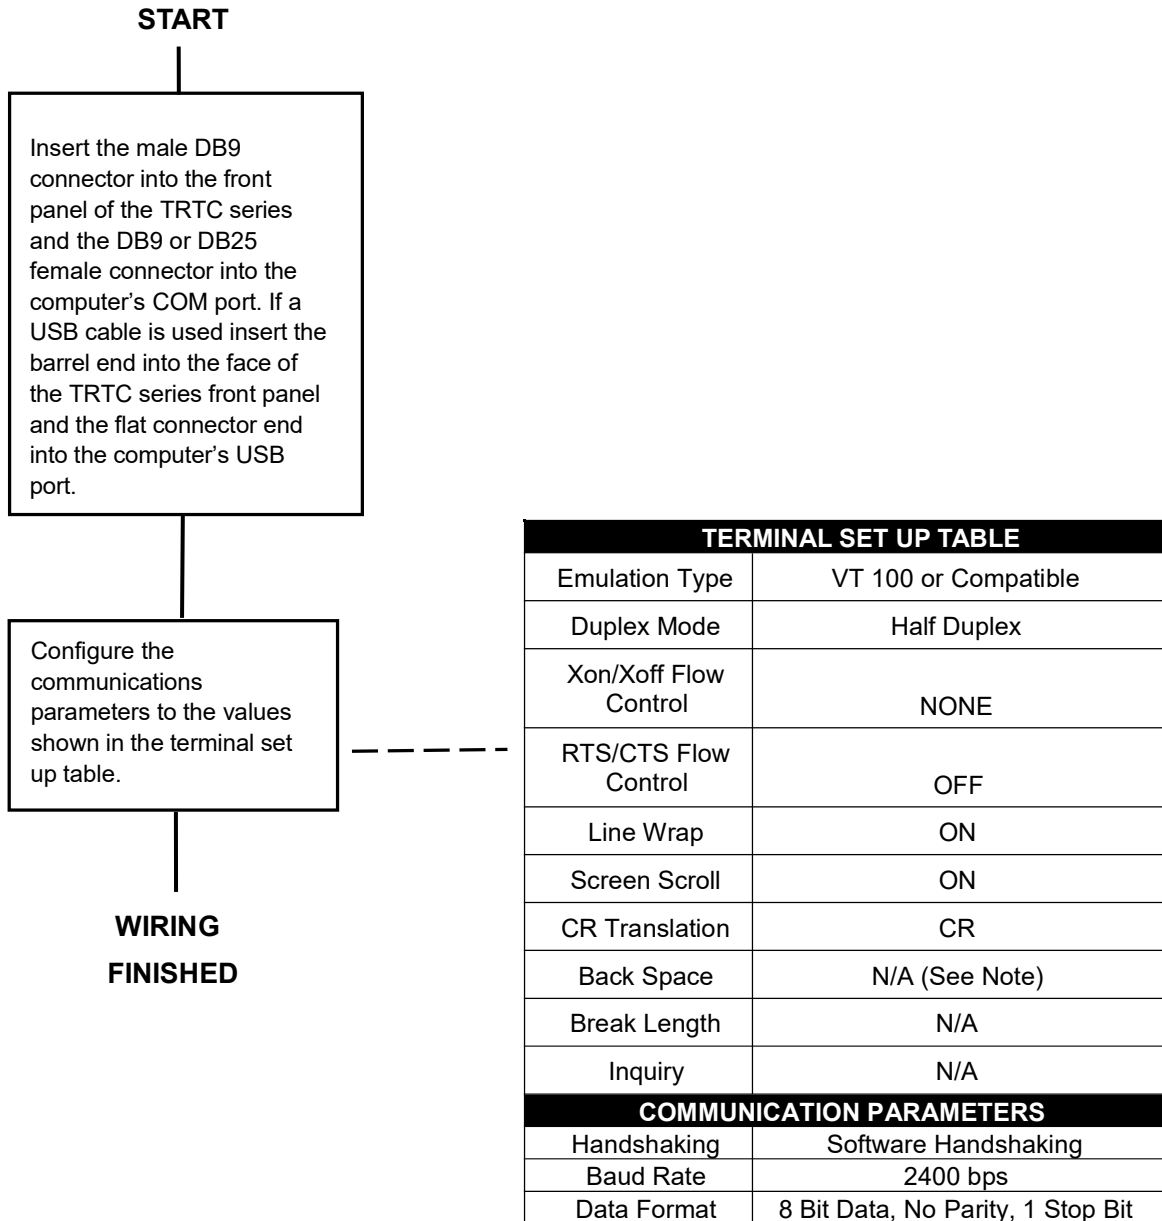 START
Insert the male DB9
connector into the front
panel of the TRTC series
and the DB9 or DB25
female connector into the
computer’s COM port. If a
USB cable is used insert the
barrel end into the face of
the TRTC series front panel
and the flat connector end
into the computer’s USB
port.
Configure the
communications
parameters to the values
shown in the terminal set
up table.
WIRING
FINISHED
TERMINAL SET UP TABLE
Emulation Type VT 100 or Compatible
Duplex Mode Half Duplex
Xon/Xoff Flow
Control NONE
RTS/CTS Flow
Control OFF
Line Wrap ON
Screen Scroll ON
CR Translation CR
Back Space N/A (See Note)
Break Length N/A
Inquiry N/A
COMMUNICATION PARAMETERS
Handshaking Software Handshaking
Baud Rate 2400 bps
Data Format 8 Bit Data, No Parity, 1 Stop Bit